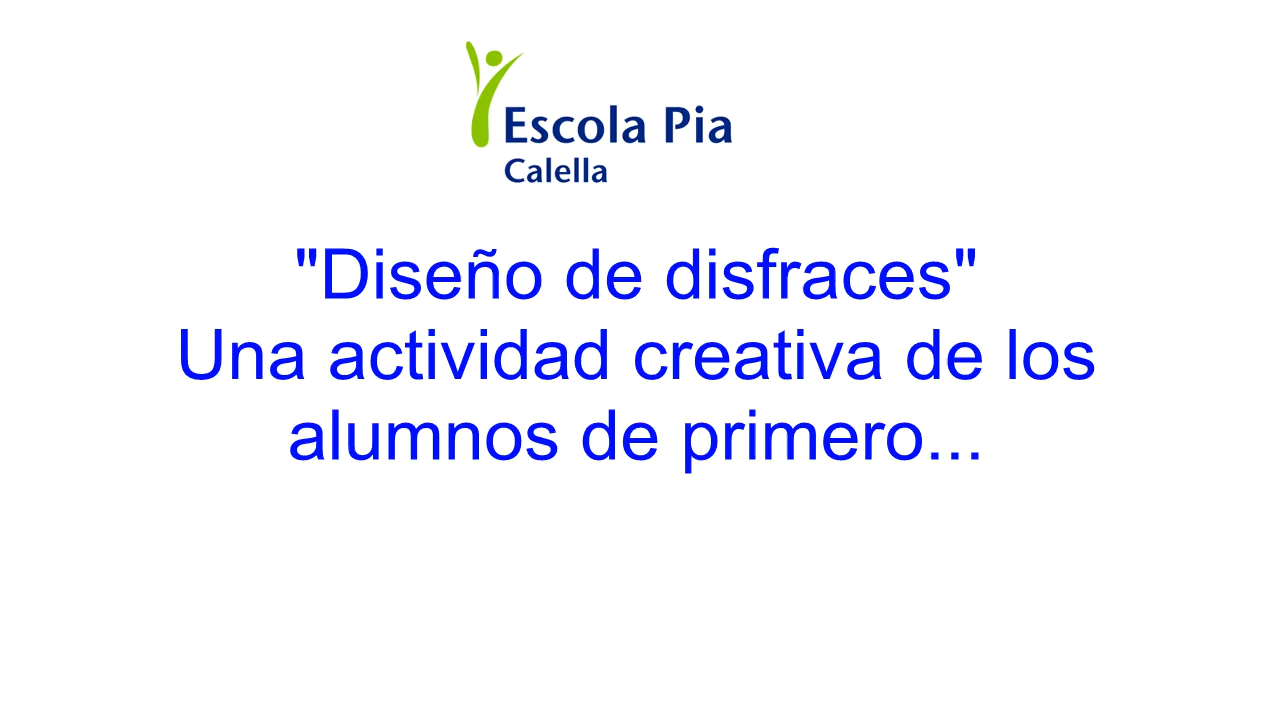 Escola Pia
Calella
"Diseño de disfraces"
Una actividad creativa de los
alumnos de primero...